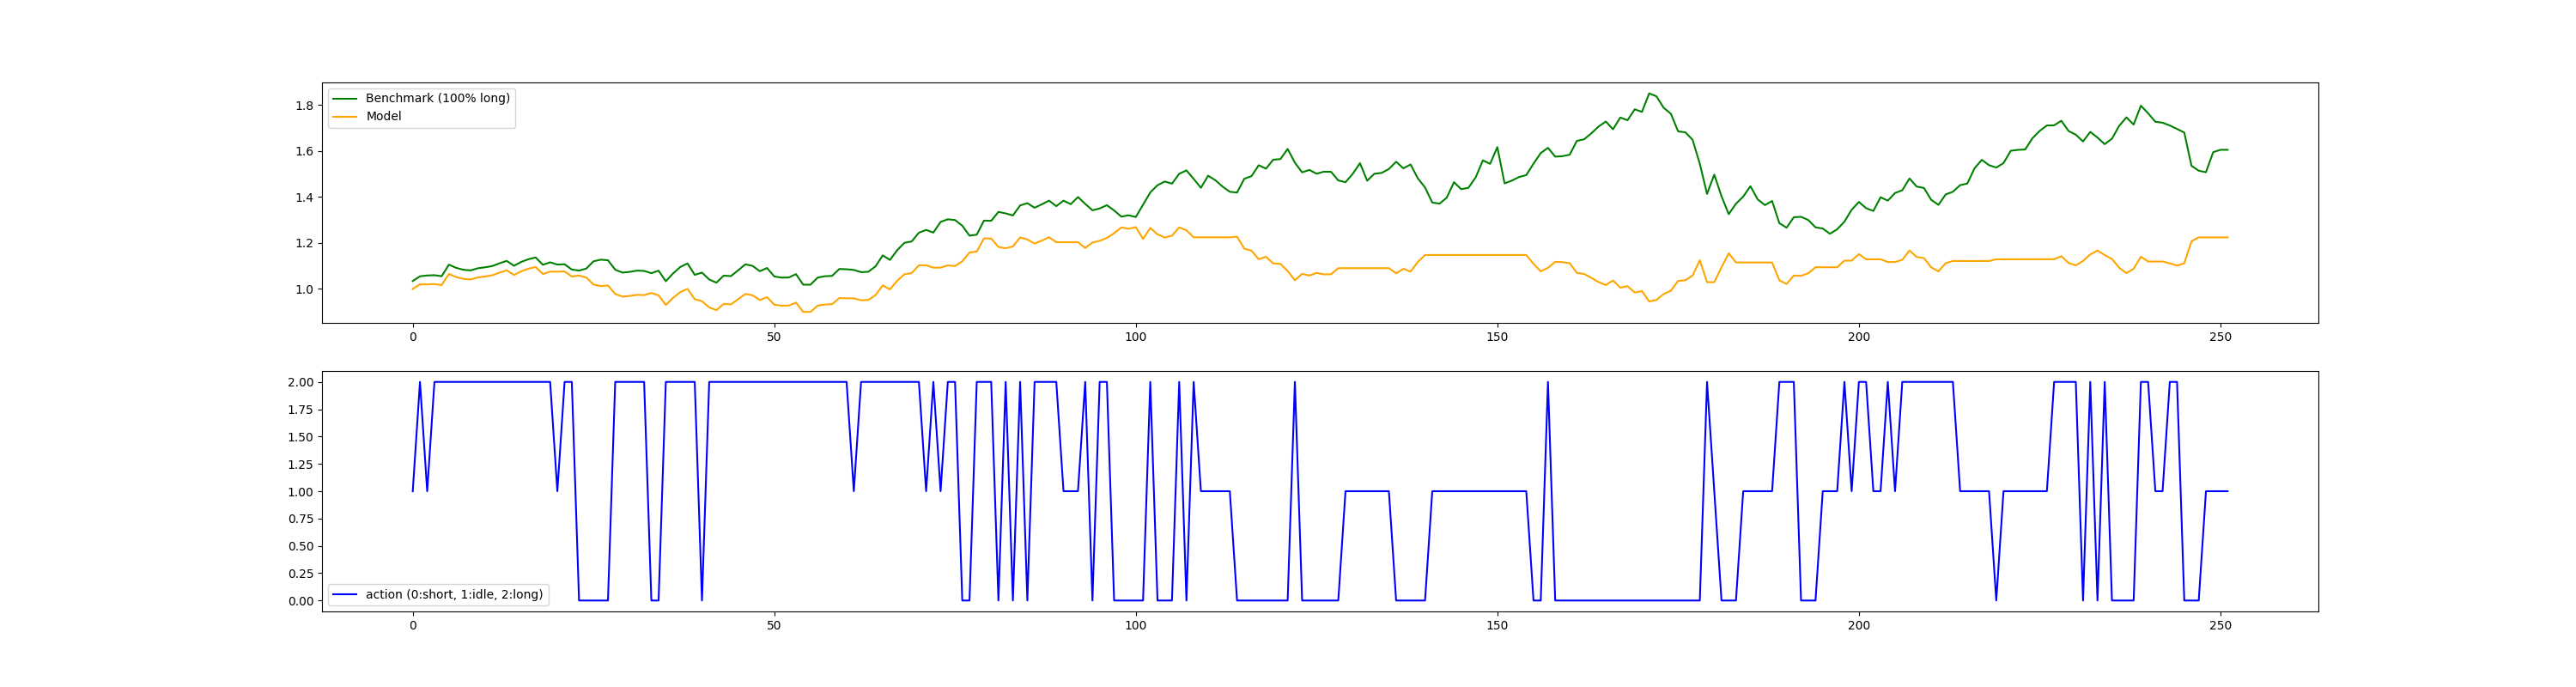 Benchmark (100% long)
Model
1.8
1.6
1.4
1.2
1.0
0 50 100 150 200 250
2.00
1.75
1.50
1.25
1.00
0.75
0.50
0.25
0.00
action (0:short, 1:idle, 2:long)
0 50 100 150 200 250